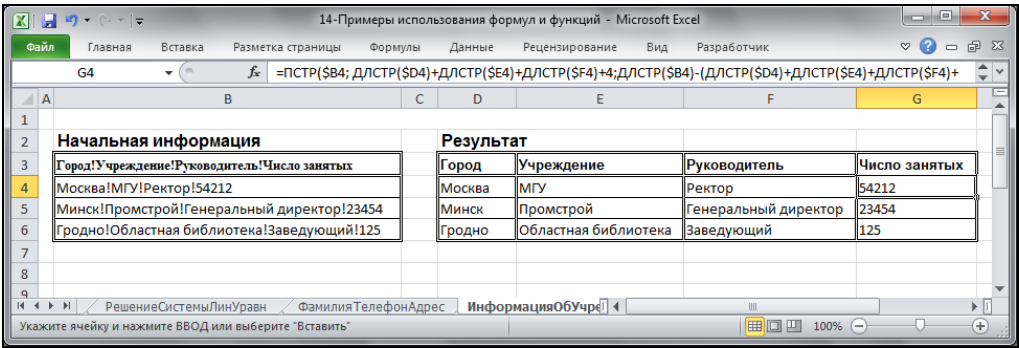 14-Примеры использования формул и функций - Microsoft Excel
Файл Главная Вставка Разметка страницы Формулы Данные Рецензирование Вид Разработчик
G4 fx =ПСТР($B4; ДЛСТР($D4)+ДЛСТР($E4)+ДЛСТР($F4)+4;ДЛСТР($B4)-(ДЛСТР($D4)+ДЛСТР($E4)+ДЛСТР($F4)+
A B C D E F G
1
2 Начальная информация Результат
3 Город!Учреждение!Руководитель!Число занятых Город Учреждение Руководитель Число занятых
4 Москва!МГУ!Ректор!54212 Москва МГУ Ректор 54212
5 Минск!Промстрой!Генеральный директор!23454 Минск Промстрой Генеральный директор 23454
6 Гродно!Областная библиотека!Заведующий!125 Гродно Областная библиотека Заведующий 125
7
8
9
РешениеСистемыЛинУравн ФамилияТелефонАдрес ИнформацияОбУчре
Укажите ячейку и нажмите ВВОД или выберите "Вставить" 100%